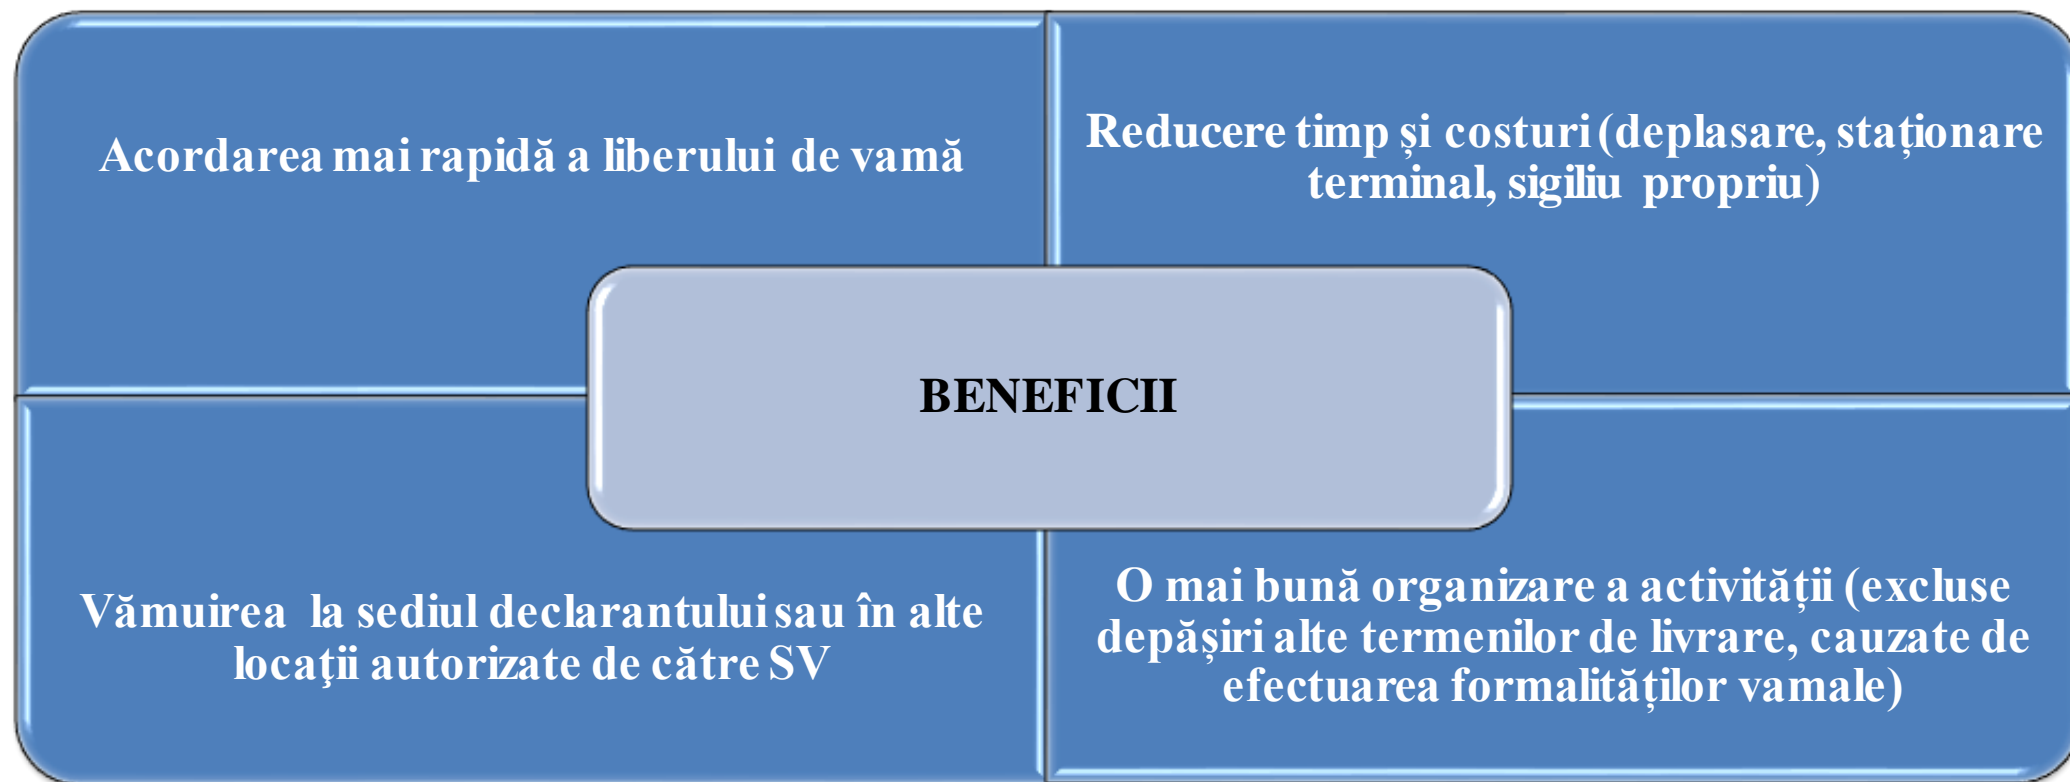 Acordarea mai rapidă a liberului de vamă
Reducere timp și costuri (deplasare, staționare
terminal, sigiliu propriu)
BENEFICII
Vămuirea la sediul declarantului sau în alte
locaţii autorizate de către SV
O mai bună organizare a activității (excluse
depășiri alte termenilor de livrare, cauzate de
efectuarea formalităților vamale)